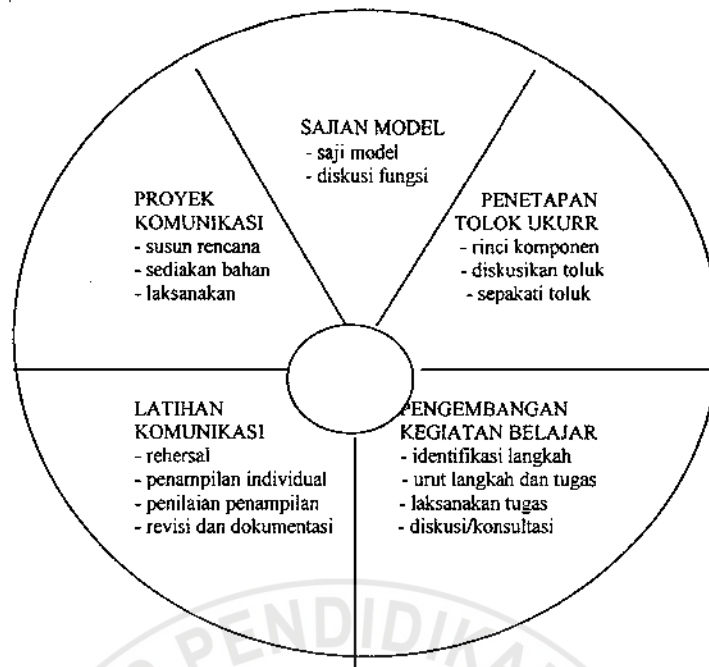 SAJIAN MODEL
- saji model
- diskusi fungsi
PENETAPAN
TOLOK UKURR
- rinci komponen
- diskusikan toluk
- sepakati toluk
PENGEMBANGAN
KEGIATAN BELAJAR
- identifikasi langkah
- urut langkah dan tugas
- laksanakan tugas
- diskusi/konsultasi
LATIHAN
KOMUNIKASI
- rehersal
- penampilan individual
- penilaian penampilan
- revisi dan dokumentasi
PROYEK
KOMUNIKASI
- susun rencana
- sediakan bahan
- laksanakan
PENDIDIKA